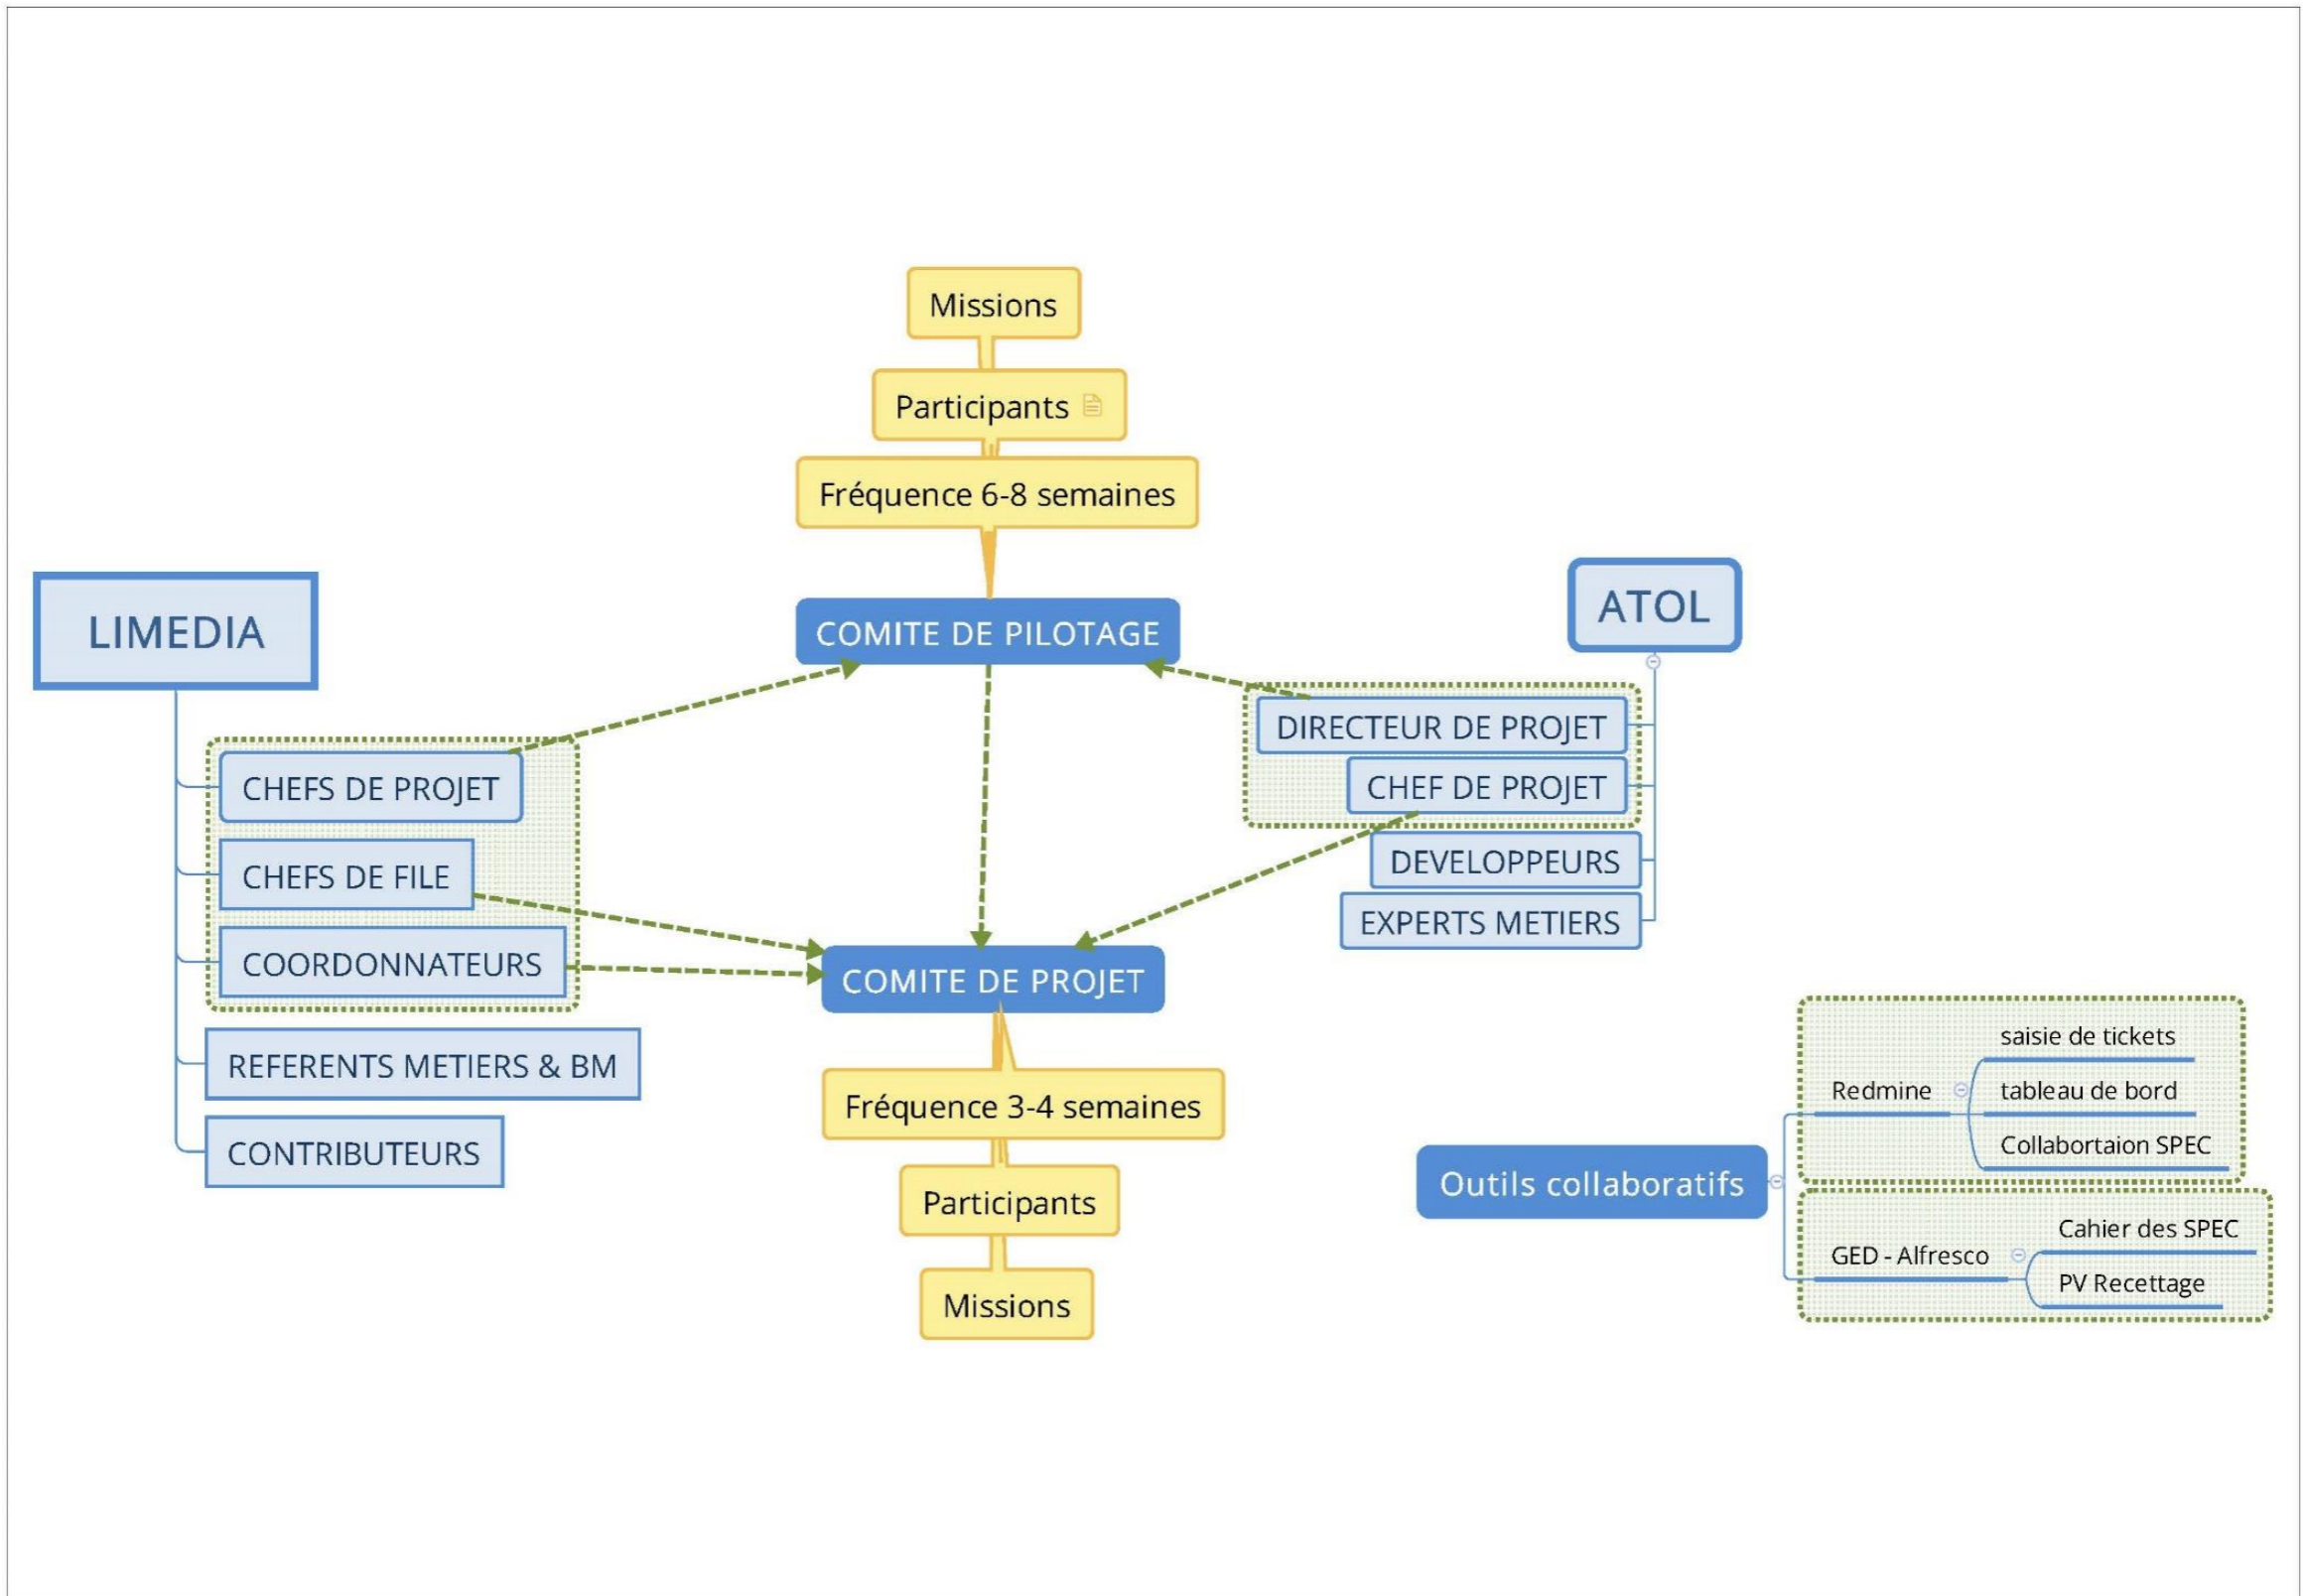 Missions
Participants
Fréquence 6-8 semaines
COMITE DE PILOTAGE
LIMEDIA
CHEFS DE PROJET
CHEFS DE FILE
COORDONNATEURS
REFERENTS METIERS & BM
CONTRIBUTEURS
ATOL
DIRECTEUR DE PROJET
CHEF DE PROJET
DEVELOPPEURS
EXPERTS METIERS
COMITE DE PROJET
Fréquence 3-4 semaines
Participants
Missions
Outils collaboratifs
Redmine
saisie de tickets
tableau de bord
Collabortaion SPEC
GED - Alfresco
Cahier des SPEC
PV Recettage